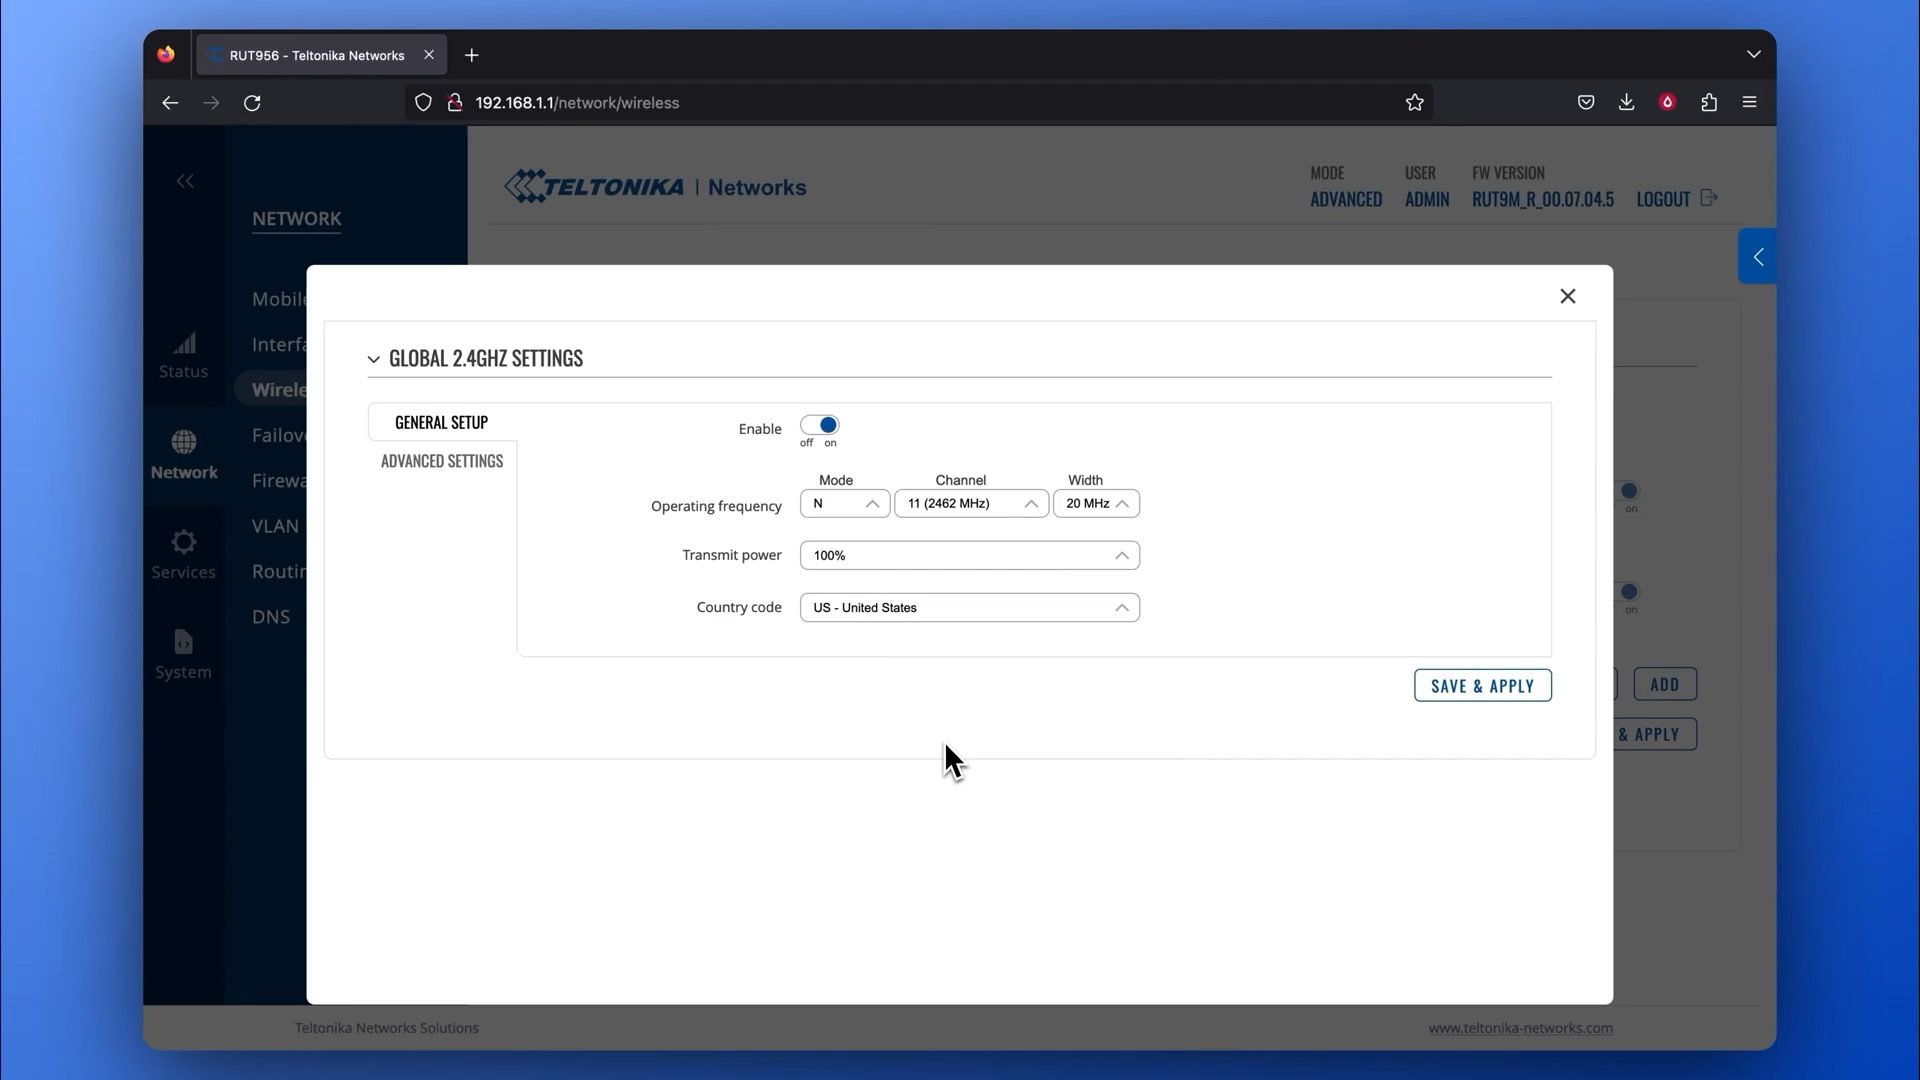 RUT956 - Teltonika Networks
192.168.1.1/network/wireless
TELTONIKA | Networks
MODE
ADVANCED
USER
ADMIN
FW VERSION
RUT9M_R_00.07.04.5
LOGOUT
Status
Network
Services
System
NETWORK
Mobile
Interfa
Wirele
Failov
Firewa
VLAN
Routin
DNS
GLOBAL 2.4GHZ SETTINGS
GENERAL SETUP
ADVANCED SETTINGS
Enable
off on
Mode Channel Width
Operating frequency N 11 (2462 MHz) 20 MHz
Transmit power 100%
Country code US - United States
SAVE & APPLY
on
on
ADD
& APPLY
Teltonika Networks Solutions
www.teltonika-networks.com